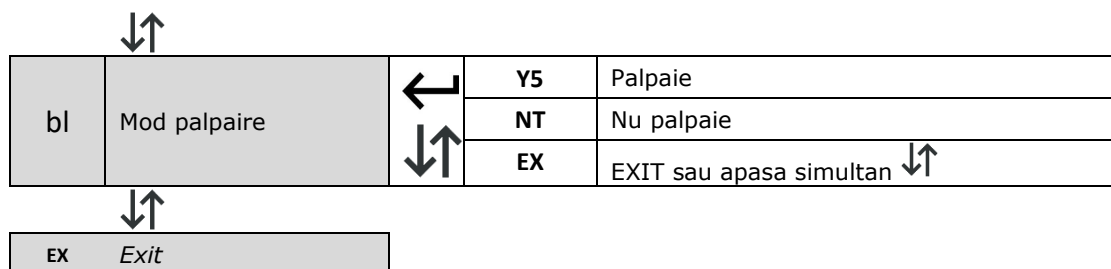 bl Mod palpaire
Y5 Palpaie
NT Nu palpaie
EX EXIT sau apasa simultan ↓↑
EX Exit